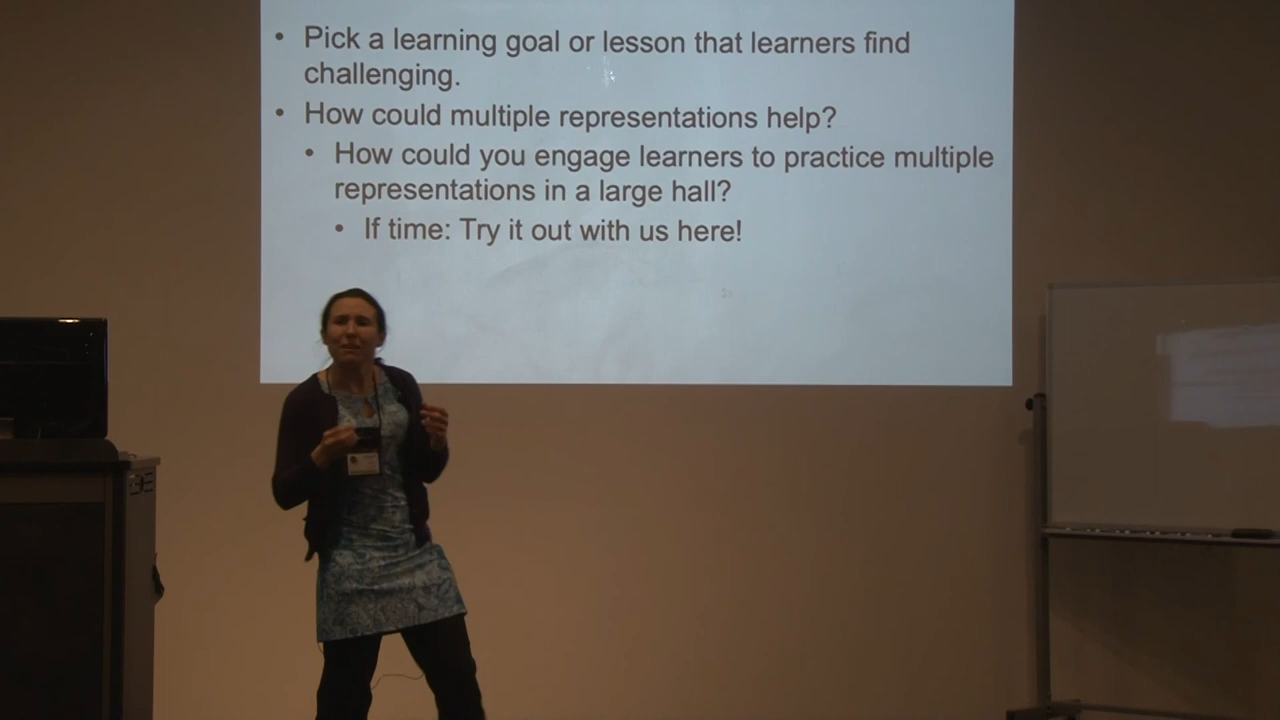 • Pick a learning goal or lesson that learners find
challenging.
• How could multiple representations help?
• How could you engage learners to practice multiple
representations in a large hall?
• If time: Try it out with us here!